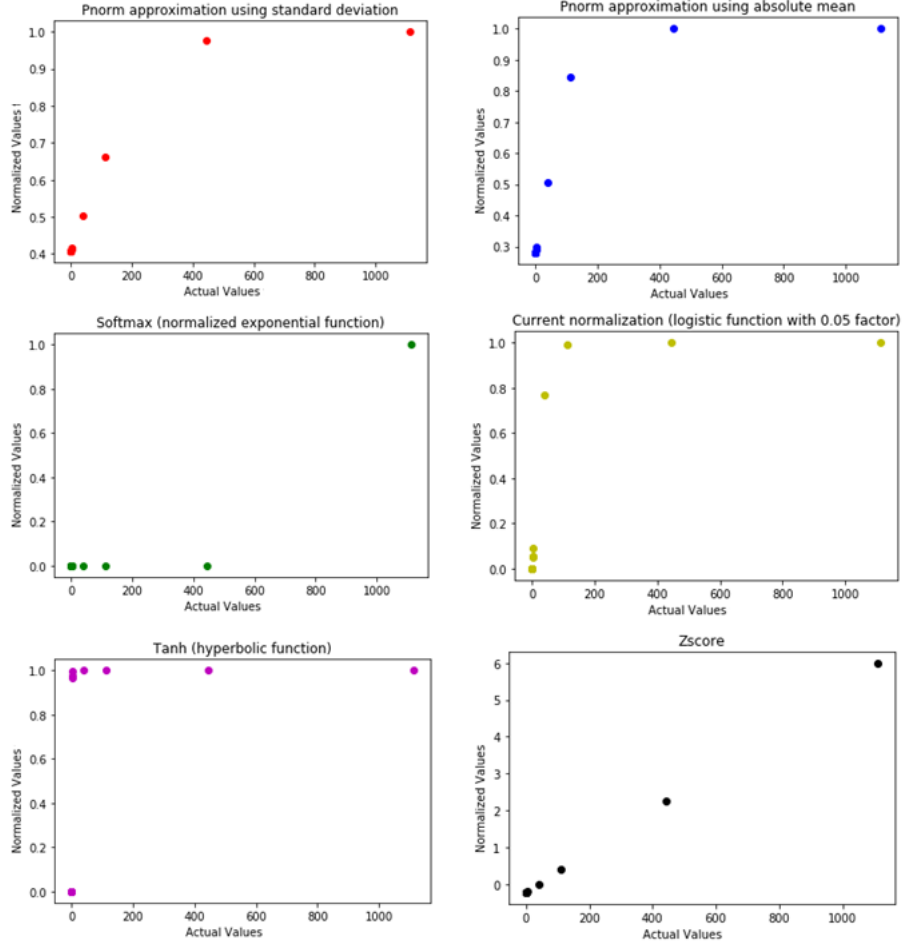 Pnorm approximation using standard deviation
1.0
0.9
0.8
0.7
0.6
0.5
0.4
Normalized Values !
0 200 400 600 800 1000
Actual Values
Pnorm approximation using absolute mean
1.0
0.9
0.8
0.7
0.6
0.5
0.4
0.3
Normalized Values
0 200 400 600 800 1000
Actual Values
Softmax (normalized exponential function)
1.0
0.8
0.6
0.4
0.2
0.0
Normalized Values
0 200 400 600 800 1000
Actual Values
Current normalization (logistic function with 0.05 factor)
1.0
0.8
0.6
0.4
0.2
0.0
Normalized Values
0 200 400 600 800 1000
Actual Values
Tanh (hyperbolic function)
1.0
0.8
0.6
0.4
0.2
0.0
Normalized Values
0 200 400 600 800 1000
Actual Values
Zscore
6
5
4
3
2
1
0
Normalized Values
0 200 400 600 800 1000
Actual Values